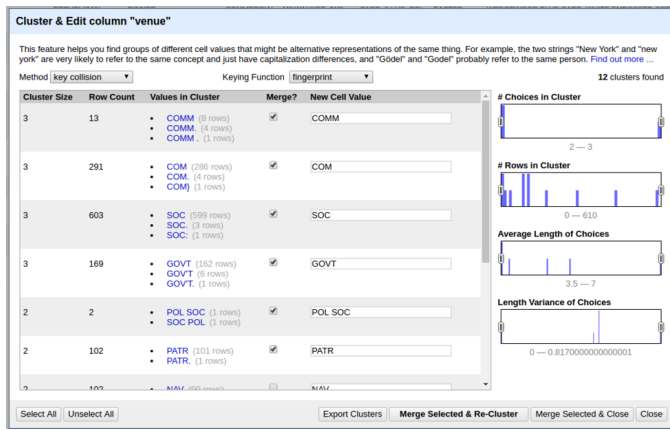 Cluster & Edit column "venue"
This feature helps you find groups of different cell values that might be alternative representations of the same thing. For example, the two strings "New York" and "new
york" are very likely to refer to the same concept and just have capitalization differences, and "Gödel" and "Godel" probably refer to the same person. Find out more ...
Method key collision Keying Function fingerprint 12 clusters found
Cluster Size Row Count Values in Cluster Merge? New Cell Value
3 13 • COMM (8 rows) COMM
• COMM. (4 rows)
• COMM . (1 rows)
3 291 • COM (286 rows) COM
• COM. (4 rows)
• COM} (1 rows)
3 603 • SOC (599 rows) SOC
• SOC. (3 rows)
• SOC: (1 rows)
3 169 • GOVT (162 rows) GOVT
• GOV'T (6 rows)
• GOV'T. (1 rows)
2 2 • POL SOC (1 rows) POL SOC
• SOC POL (1 rows)
2 102 • PATR (101 rows) PATR
• PATR. (1 rows)
# Choices in Cluster
2 — 3
# Rows in Cluster
0 — 610
Average Length of Choices
3.5 — 7
Length Variance of Choices
0 — 0.8170000000000001
Select All Unselect All Export Clusters Merge Selected & Re-Cluster Merge Selected & Close Close